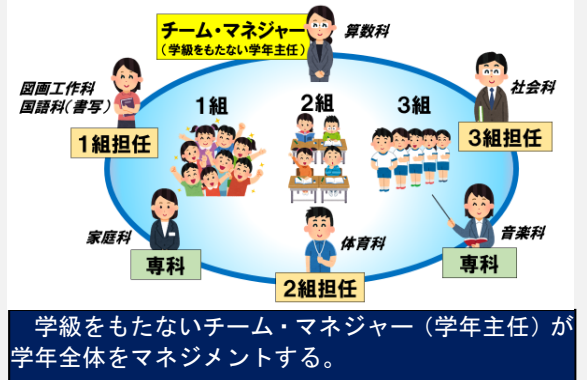 チーム・マネジャー
（学級をもたない学年主任）
算数科
図画工作科
国語科（書写）
1組担任
1組
2組
3組
社会科
3組担任
家庭科
専科
体育科
2組担任
音楽科
専科
学級をもたないチーム・マネジャー（学年主任）が
学年全体をマネジメントする。